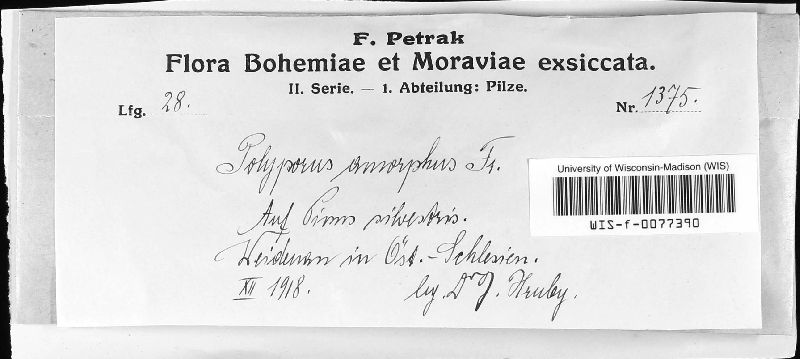 F. Petrak
Flora Bohemiae et Moraviae exsiccata.
II. Serie. — 1. Abteilung: Pilze.
Lfg. 28. Nr. 1375.
Polyporus amorphus Fr.
Auf Pinus silvestris.
Weidenau in Öst.-Schlesien.
XII 1918. leg. Dr J. Hruby.
University of Wisconsin-Madison (WIS)
WIS-f-0077390